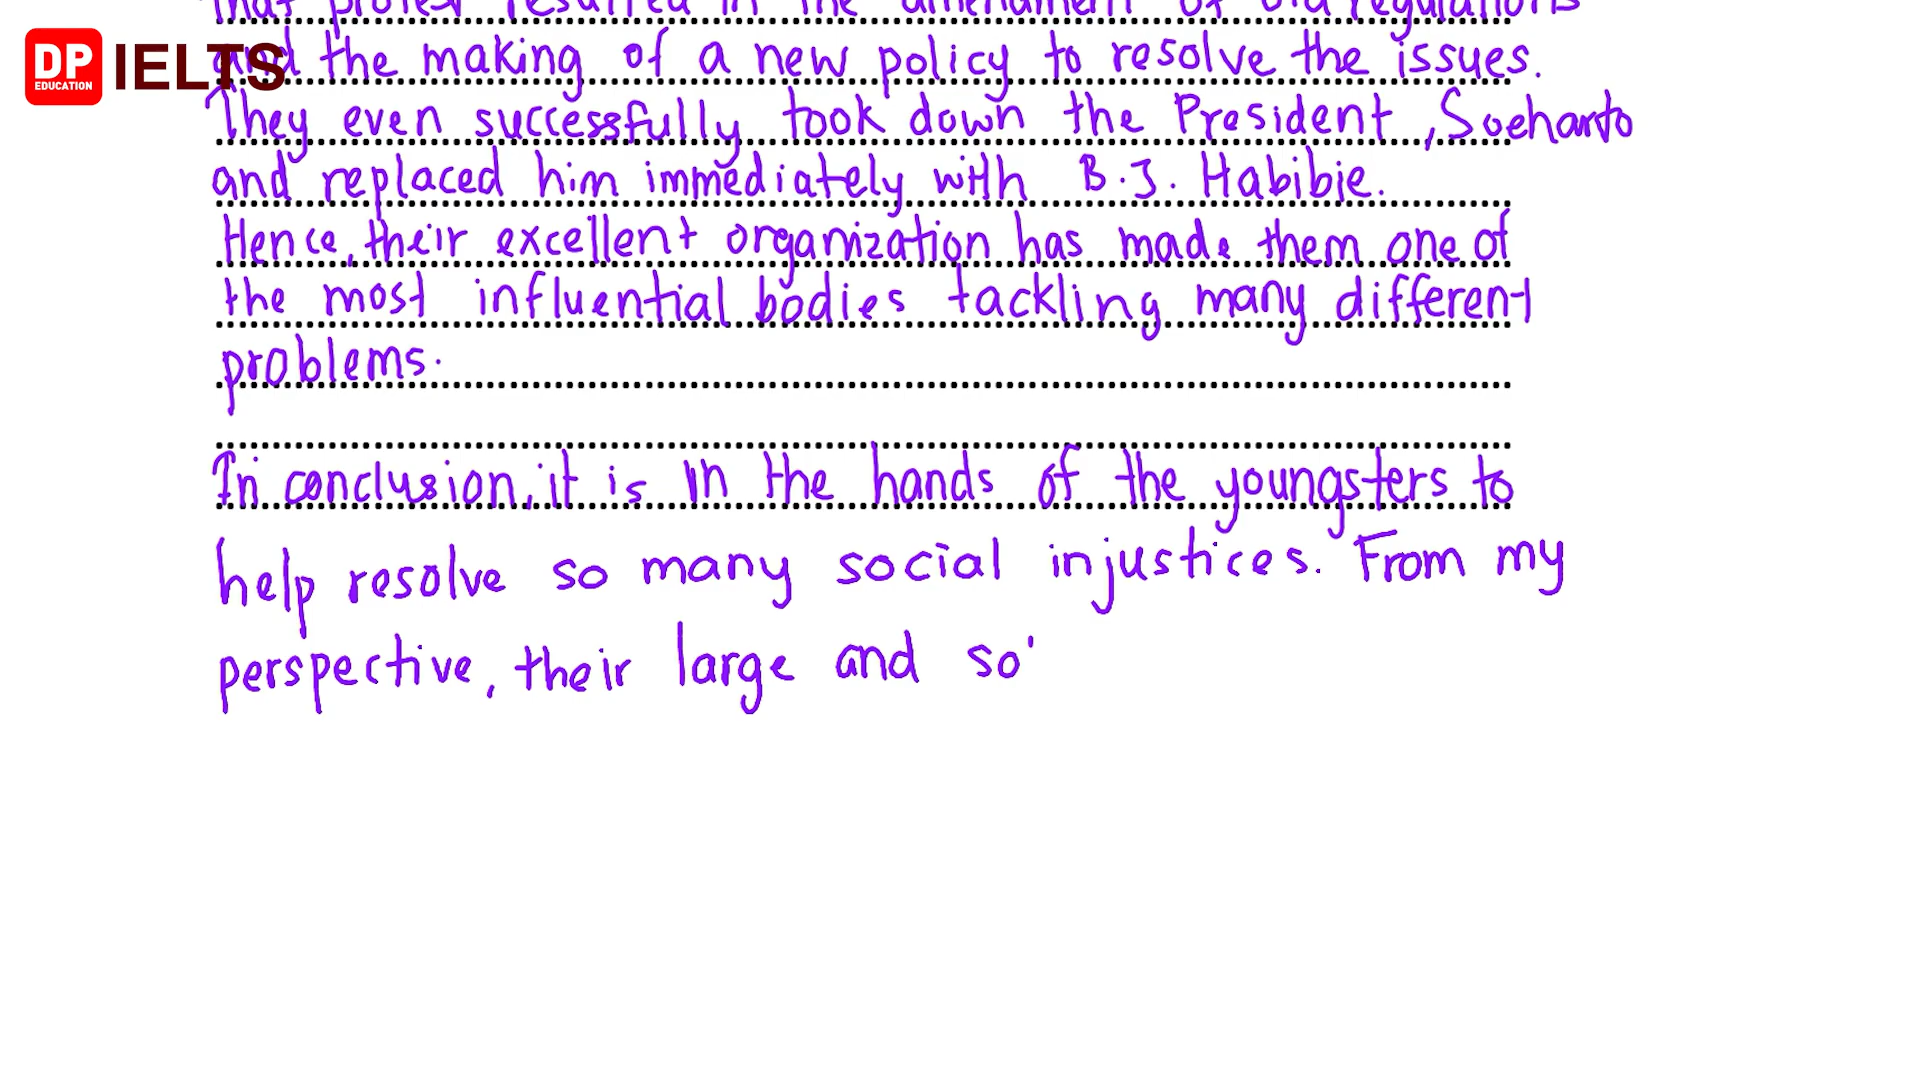 that protest resulted in the amendment of old regulations
DP EDUCATION IELTS
and the making of a new policy to resolve the issues.
They even successfully took down the President, Soeharto
and replaced him immediately with B.J. Habibie.
Hence, their excellent organization has made them one of
the most influential bodies tackling many different
problems.
In conclusion, it is in the hands of the youngsters to
help resolve so many social injustices. From my
perspective, their large and so